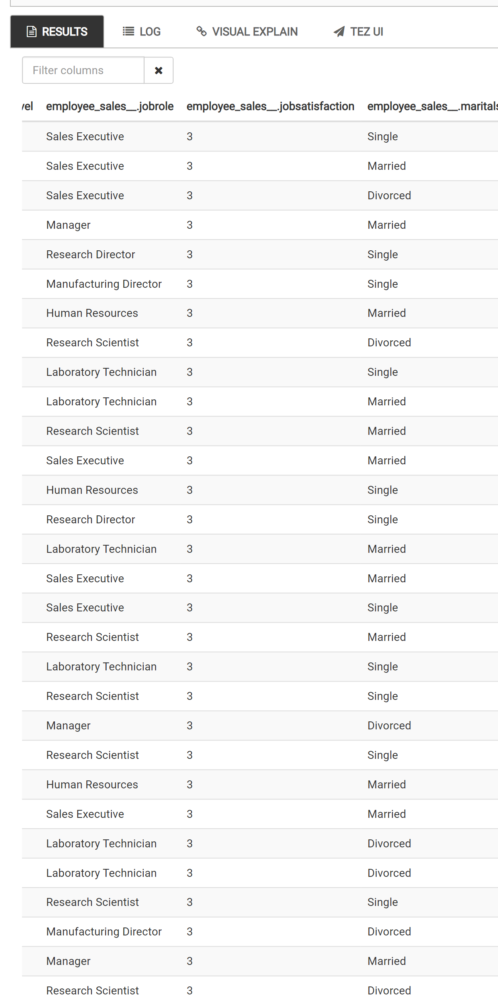 RESULTS LOG VISUAL EXPLAIN TEZ UI
Filter columns
vel employee_sales__.jobrole employee_sales__.jobsatisfaction employee_sales__.maritals
Sales Executive 3 Single
Sales Executive 3 Married
Sales Executive 3 Divorced
Manager 3 Married
Research Director 3 Single
Manufacturing Director 3 Single
Human Resources 3 Married
Research Scientist 3 Divorced
Laboratory Technician 3 Single
Laboratory Technician 3 Married
Research Scientist 3 Married
Sales Executive 3 Married
Human Resources 3 Single
Research Director 3 Single
Laboratory Technician 3 Married
Sales Executive 3 Married
Sales Executive 3 Single
Research Scientist 3 Married
Laboratory Technician 3 Single
Research Scientist 3 Single
Manager 3 Divorced
Research Scientist 3 Single
Human Resources 3 Married
Sales Executive 3 Married
Laboratory Technician 3 Divorced
Laboratory Technician 3 Divorced
Research Scientist 3 Single
Manufacturing Director 3 Divorced
Manager 3 Married
Research Scientist 3 Divorced